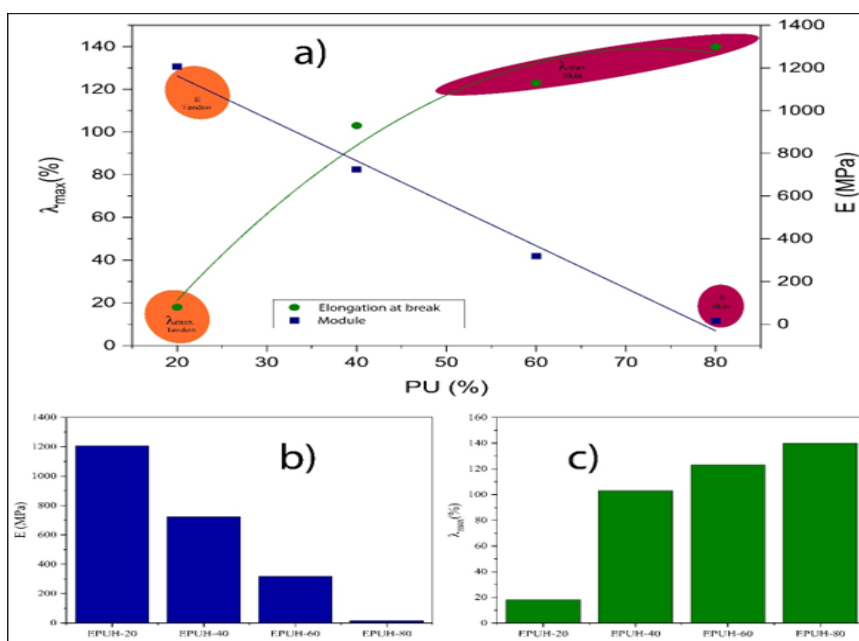 a)
140
120
100
80
60
40
20
0
λmax(%)
1400
1200
1000
800
600
400
200
0
E (MPa)
E
Tendon
λmax
Skin
λmax
Tendon
E
Skin
Elongation at break
Module
20 30 40 50 60 70 80
PU (%)
b)
1400
1200
1000
800
600
400
200
0
E (MPa)
EPUH-20 EPUH-40 EPUH-60 EPUH-80
c)
160
140
120
100
80
60
40
20
0
λmax(%)
EPUH-20 EPUH-40 EPUH-60 EPUH-80